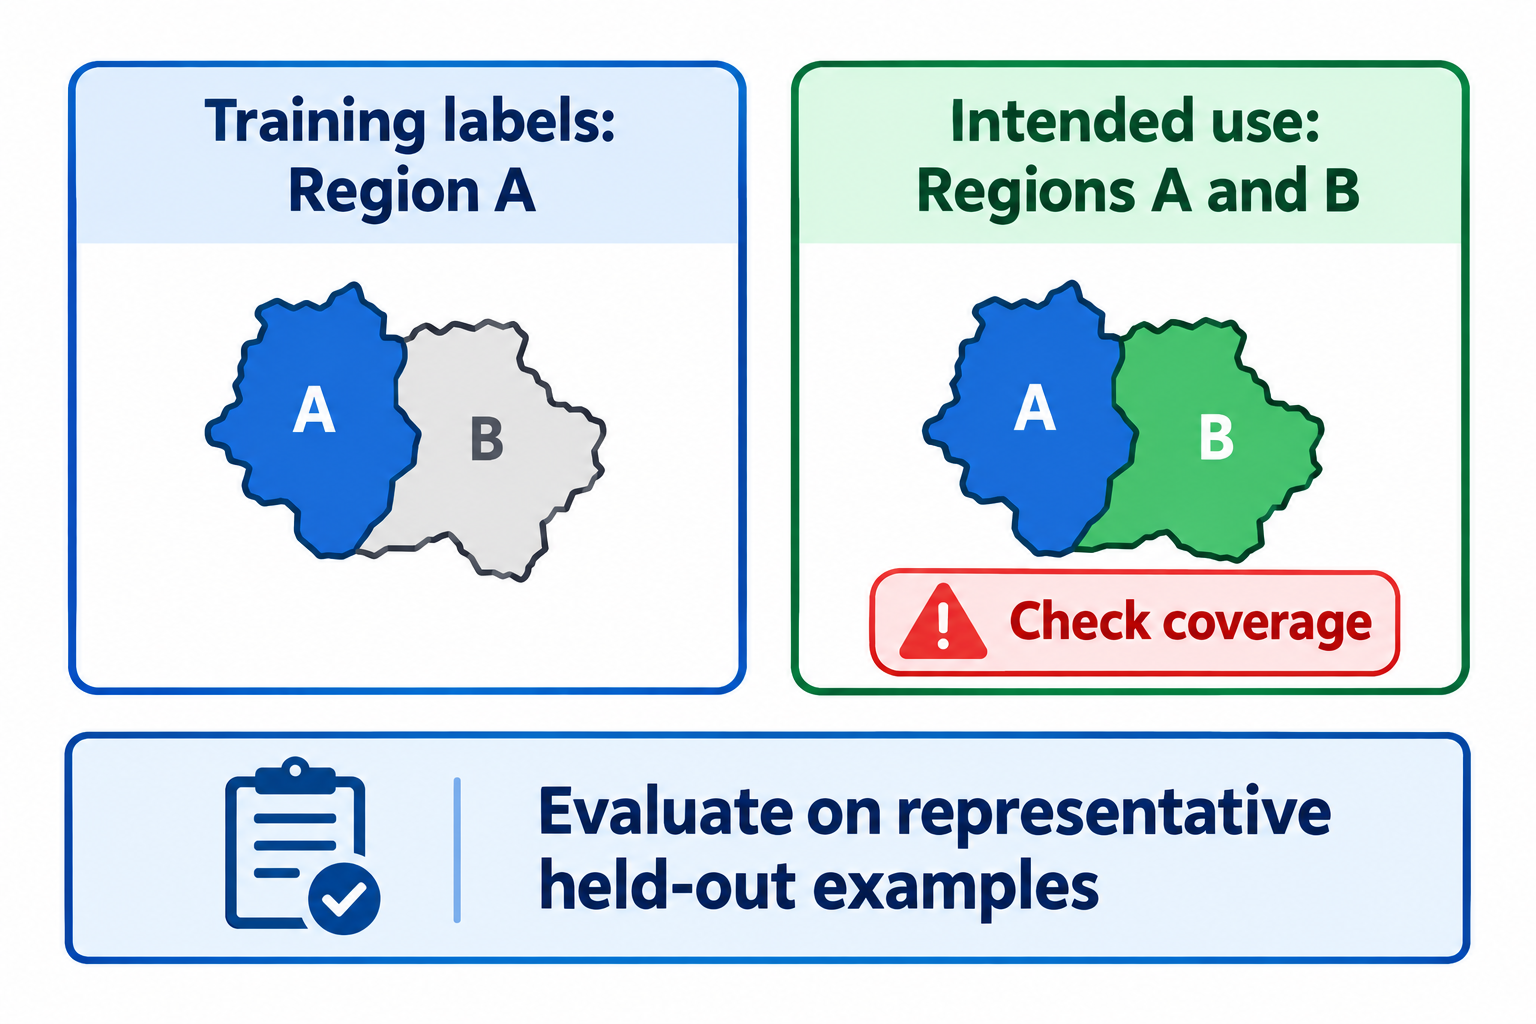 Training labels:
Region A
A
B
Intended use:
Regions A and B
A
B
Check coverage
Evaluate on representative
held-out examples